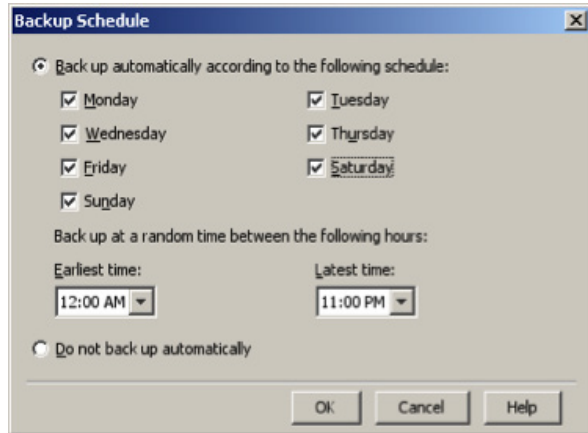 Backup Schedule
Back up automatically according to the following schedule:
Monday Tuesday
Wednesday Thursday
Friday Saturday
Sunday
Back up at a random time between the following hours:
Earliest time: Latest time:
12:00 AM 11:00 PM
Do not back up automatically
OK Cancel Help